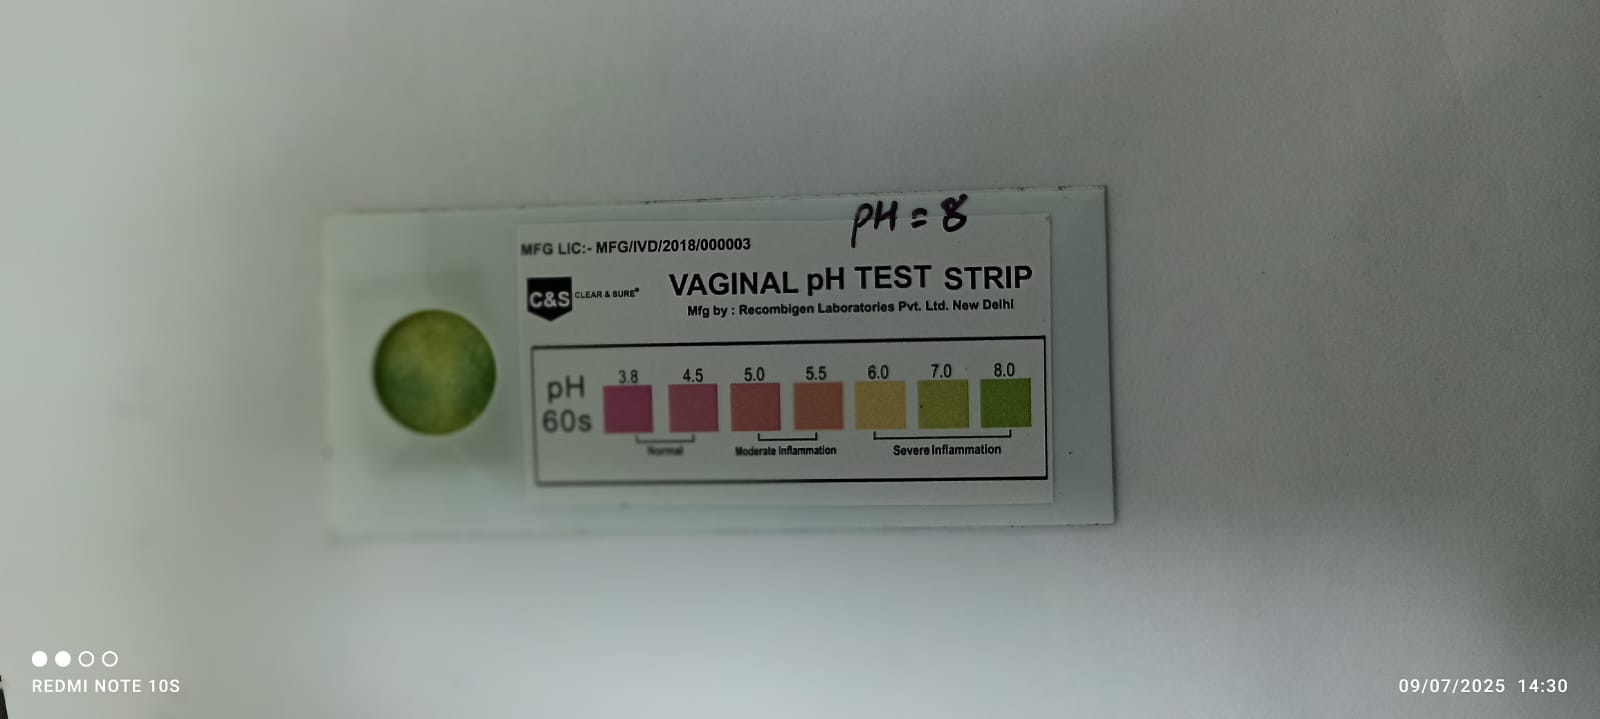 pH = 8
MFG LIC:- MFG/IVD/2018/000003
C&S CLEAR & SURE®
VAGINAL pH TEST STRIP
Mfg by : Recombigen Laboratories Pvt. Ltd. New Delhi
pH 60s
3.8 4.5 5.0 5.5 6.0 7.0 8.0
Normal Moderate Inflammation Severe Inflammation
REDMI NOTE 10S
09/07/2025 14:30